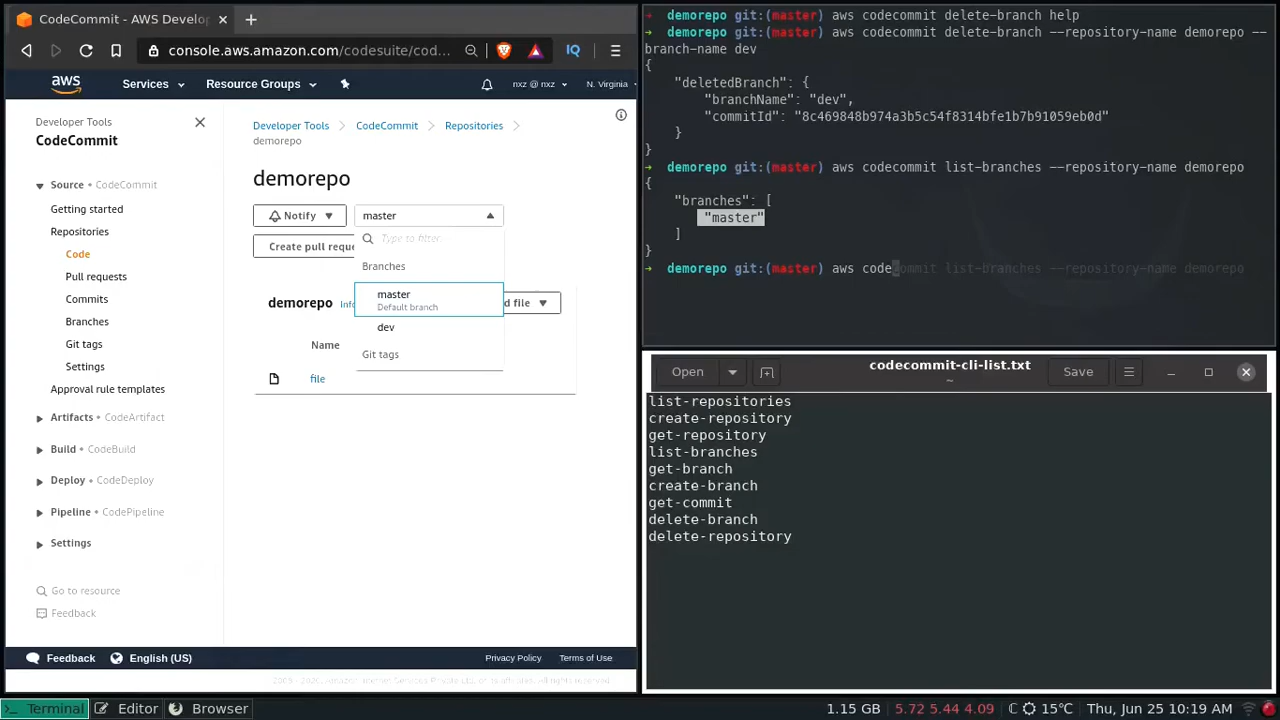 CodeCommit - AWS Develop
console.aws.amazon.com/codesuite/cod...
aws
Services
Resource Groups
nxz @ nxz
N. Virginia
Developer Tools
CodeCommit
Source • CodeCommit
Getting started
Repositories
Code
Pull requests
Commits
Branches
Git tags
Settings
Approval rule templates
Artifacts • CodeArtifact
Build • CodeBuild
Deploy • CodeDeploy
Pipeline • CodePipeline
Settings
Go to resource
Feedback
Developer Tools
CodeCommit
Repositories
demorepo
demorepo
Notify
master
Create pull reque
Type to filter
Branches
master
Default branch
dev
Git tags
demorepo
Info
d file
Name
file
Feedback
English (US)
Privacy Policy
Terms of Use
➜ demorepo git:(master) aws codecommit delete-branch help
➜ demorepo git:(master) aws codecommit delete-branch --repository-name demorepo --
branch-name dev
{
"deletedBranch": {
"branchName": "dev",
"commitId": "8c469848b974a3b5c54f8314bfe1b7b91059eb0d"
}
}
➜ demorepo git:(master) aws codecommit list-branches --repository-name demorepo
{
"branches": [
"master"
]
}
➜ demorepo git:(master) aws codecommit list-branches --repository-name demorepo
Open
codecommit-cli-list.txt
~
Save
list-repositories
create-repository
get-repository
list-branches
get-branch
create-branch
get-commit
delete-branch
delete-repository
Terminal
Editor
Browser
1.15 GB
5.72 5.44 4.09
15°C
Thu, Jun 25 10:19 AM